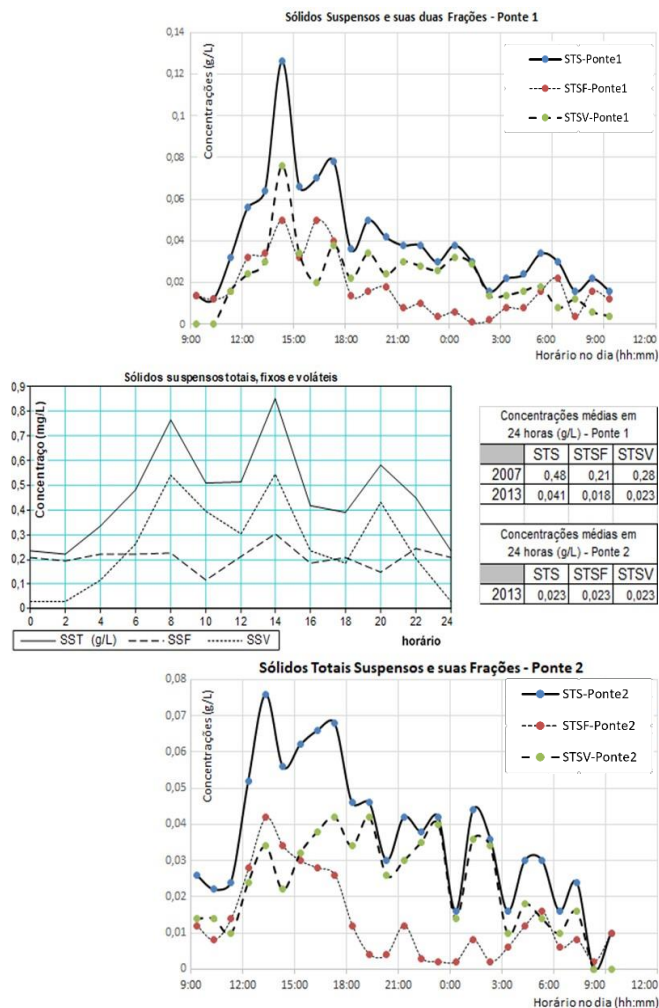 Sólidos Suspensos e suas duas Frações - Ponte 1
0,14
0,12
0,1
0,08
0,06
0,04
0,02
0
Concentrações (g/L)
STS-Ponte1
STSF-Ponte1
STSV-Ponte1
9:00 12:00 15:00 18:00 21:00 0:00 3:00 6:00 9:00 12:00
Horário no dia (hh:mm)
Sólidos suspensos totais, fixos e voláteis
0,9
0,8
0,7
0,6
0,5
0,4
0,3
0,2
0,1
0
Concentraço (mg/L)
0 2 4 6 8 10 12 14 16 18 20 22 24
SST (g/L) SSF SSV
horário
Concentrações médias em
24 horas (g/L) - Ponte 1
STS STSF STSV
2007 0,48 0,21 0,28
2013 0,041 0,018 0,023
Concentrações médias em
24 horas (g/L) - Ponte 2
STS STSF STSV
2013 0,023 0,023 0,023
Sólidos Totais Suspensos e suas Frações - Ponte 2
0,08
0,07
0,06
0,05
0,04
0,03
0,02
0,01
0
Concentrações (g/L)
STS-Ponte2
STSF-Ponte2
STSV-Ponte2
9:00 12:00 15:00 18:00 21:00 0:00 3:00 6:00 9:00 12:00
Horário no dia (hh:mm)